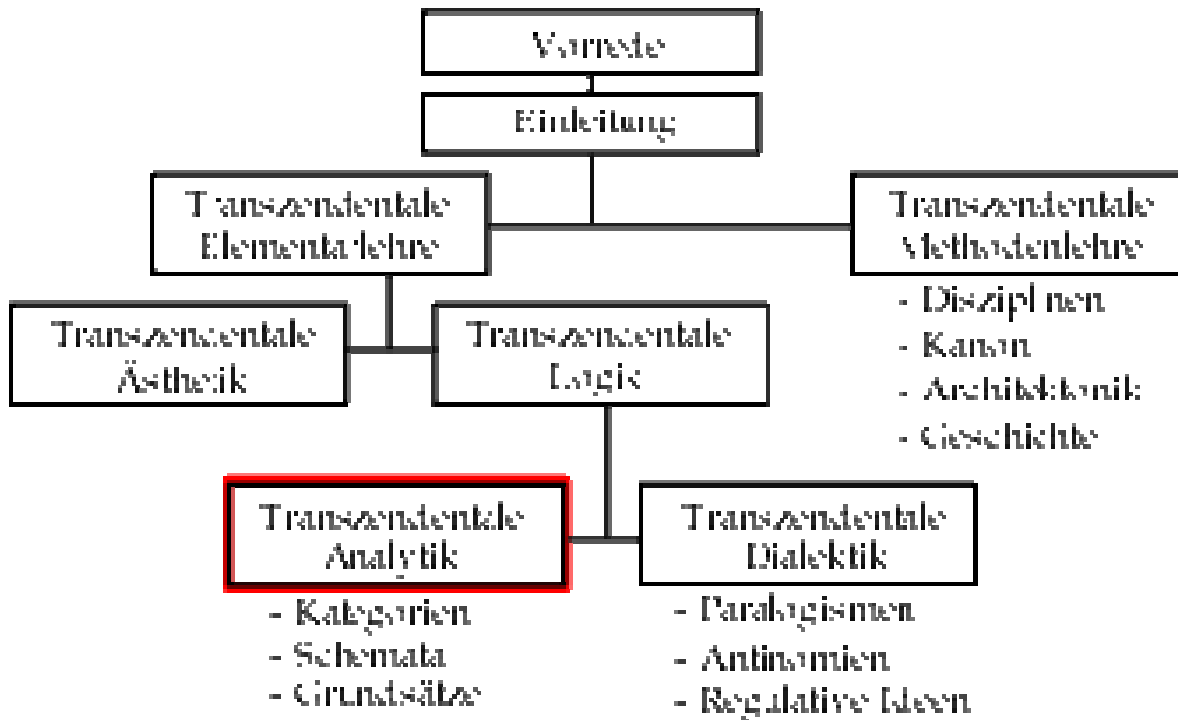 Vorrede
Einleitung
Transzendentale
Elementarlehre
Transzendentale
Methodenlehre
- Disziplinen
- Kanon
- Architektonik
- Geschichte
Transzendentale
Ästhetik
Transzendentale
Logik
Transzendentale
Analytik
- Kategorien
- Schemata
- Grundsätze
Transzendentale
Dialektik
- Paralogismen
- Antinomien
- Regulative Ideen